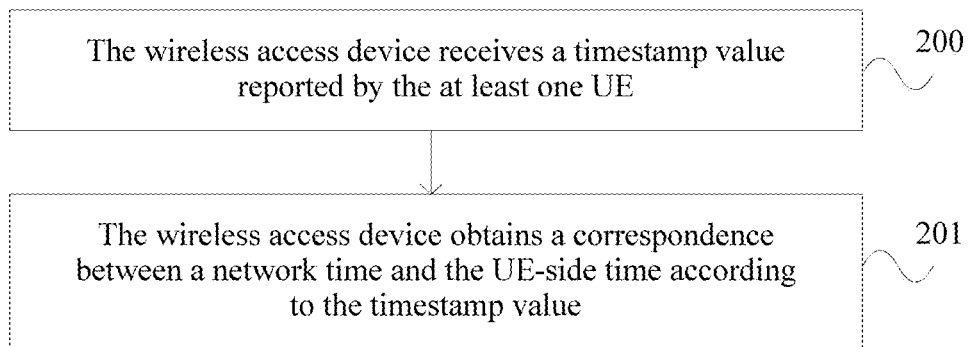 The wireless access device receives a timestamp value
reported by the at least one UE
200
The wireless access device obtains a correspondence
between a network time and the UE-side time according
to the timestamp value
201